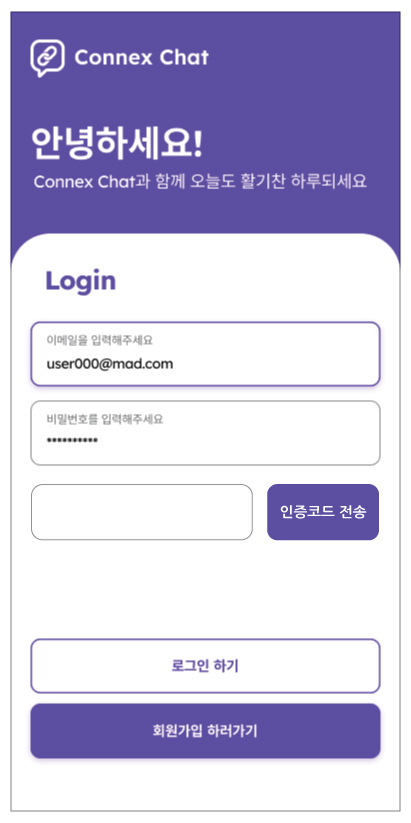 Connex Chat
안녕하세요!
Connex Chat과 함께 오늘도 활기찬 하루되세요
Login
이메일을 입력해주세요
user000@mad.com
비밀번호를 입력해주세요
••••••••••
인증코드 전송
로그인 하기
회원가입 하러가기